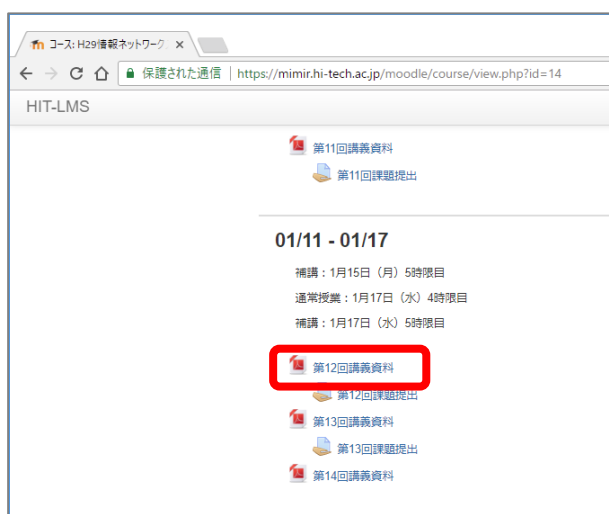 コース: H29情報ネットワーク ×
保護された通信 | https://mimir.hi-tech.ac.jp/moodle/course/view.php?id=14
HIT-LMS
第11回講義資料
第11回課題提出
01/11 - 01/17
補講：1月15日（月）5時限目
通常授業：1月17日（水）4時限目
補講：1月17日（水）5時限目
第12回講義資料
第12回課題提出
第13回講義資料
第13回課題提出
第14回講義資料